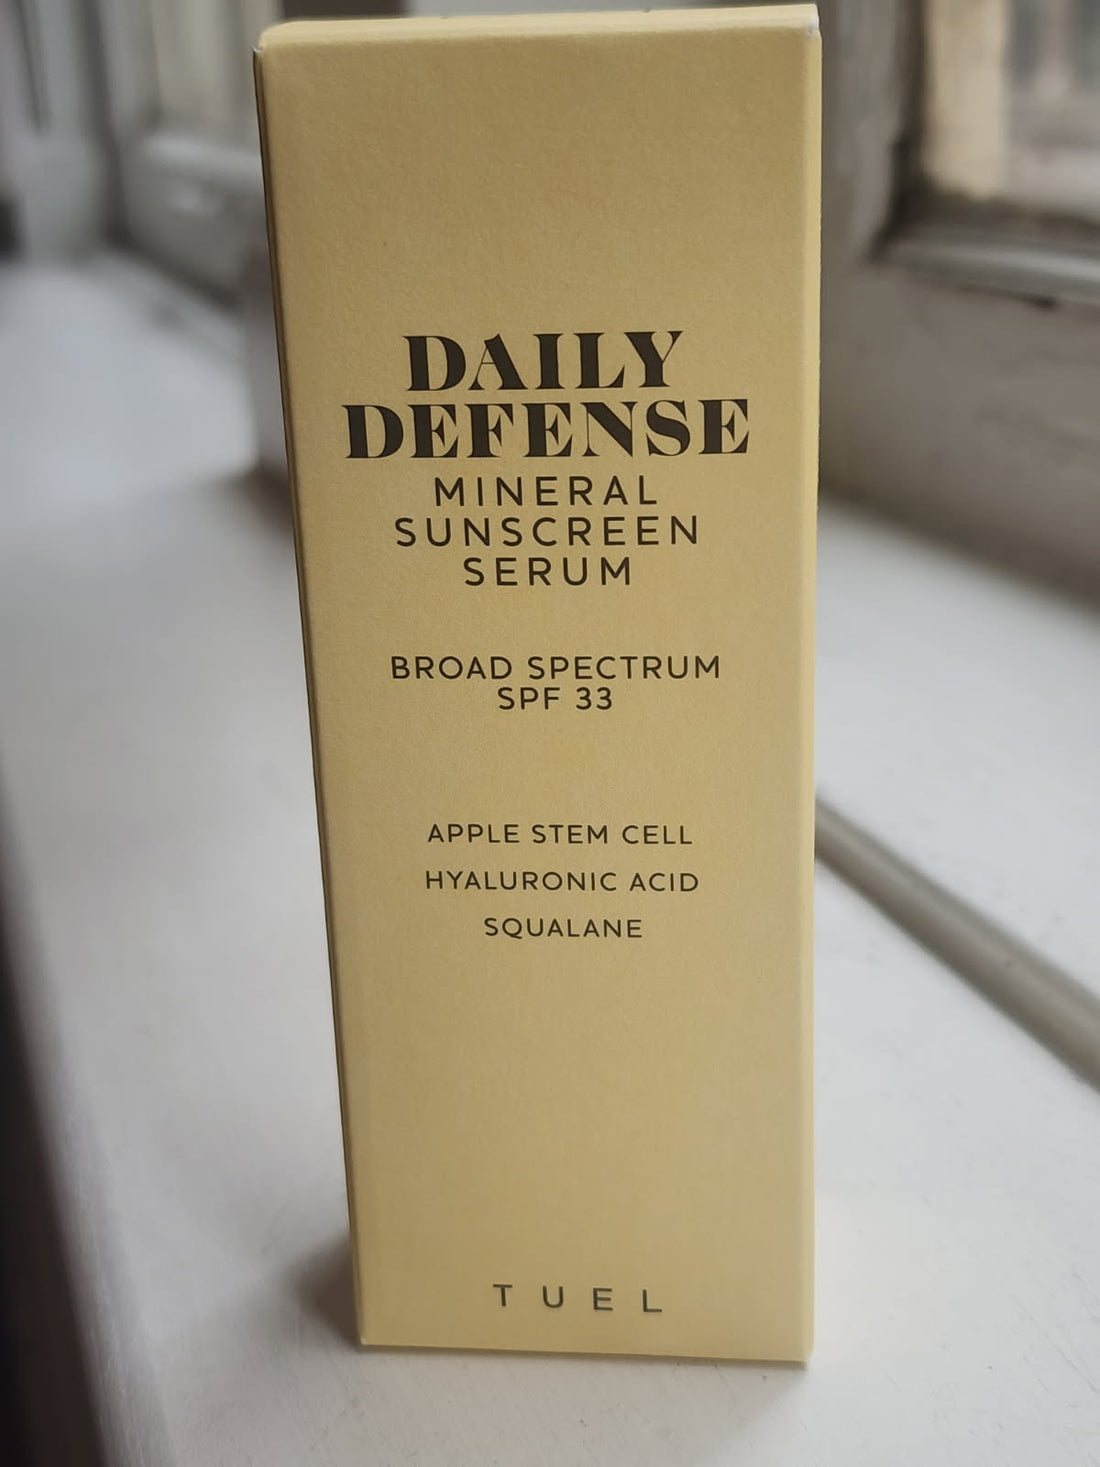 DAILY
DEFENSE
MINERAL
SUNSCREEN
SERUM
BROAD SPECTRUM
SPF 33
APPLE STEM CELL
HYALURONIC ACID
SQUALANE
TUEL